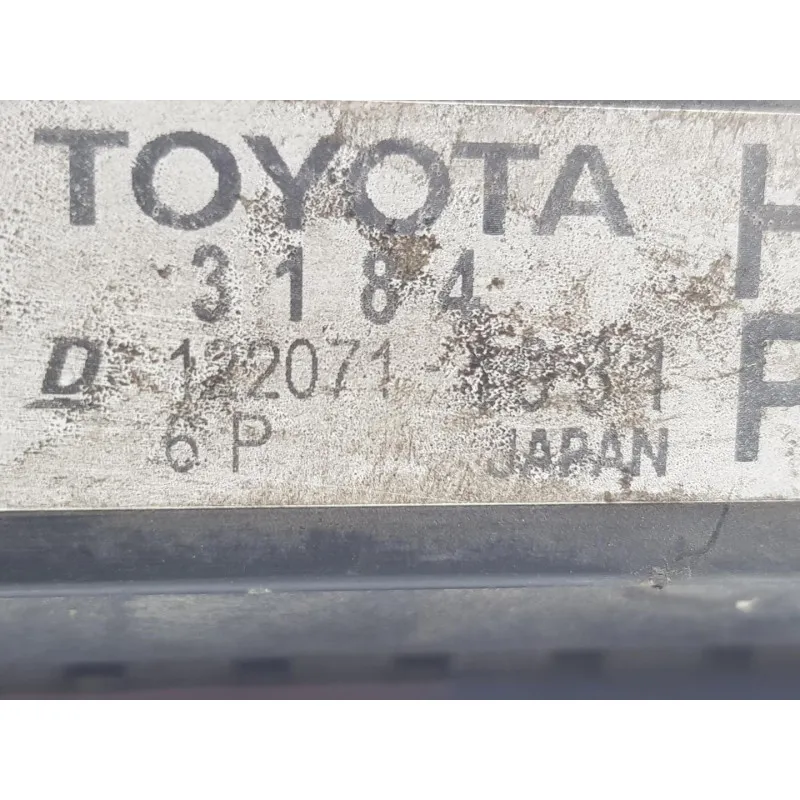 TOYOTA
3184
D 122071-
6P JAPAN
H
P